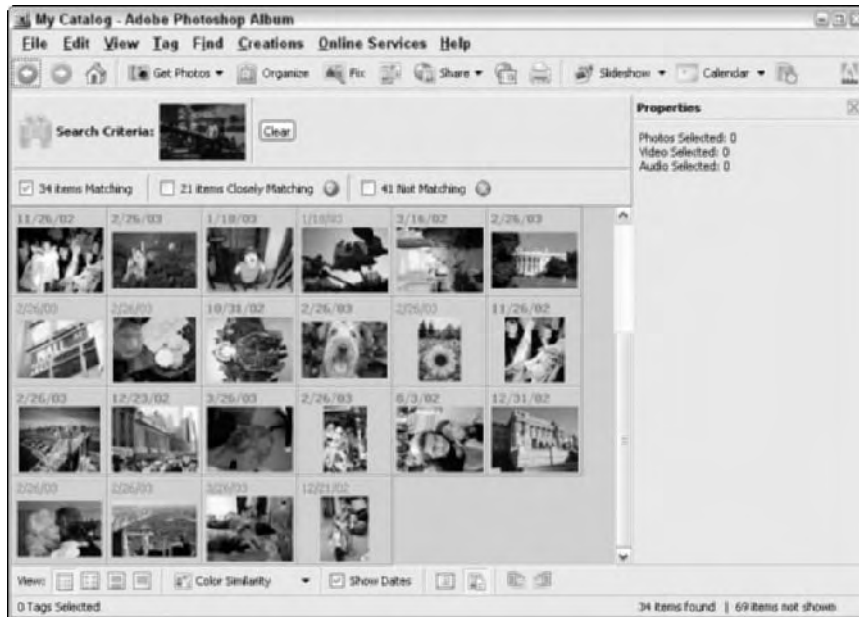 My Catalog - Adobe Photoshop Album
File Edit View Tag Find Creations Online Services Help
Get Photos Organize Fix Share Slideshow Calendar
Properties
Search Criteria: Clear
Photos Selected: 0
Video Selected: 0
Audio Selected: 0
34 items Matching 21 items Closely Matching 41 Not Matching
11/26/02 2/26/03 1/18/03 1/18/03 3/16/02 2/26/03
2/26/03 2/26/03 10/31/02 2/26/03 2/26/03 11/26/02
2/26/03 12/23/02 3/26/03 2/26/03 8/3/02 12/31/02
2/26/03 2/26/03 3/26/03 12/21/02
View: Color Similarity Show Dates
0 Tags Selected 34 items found | 69 items not shown